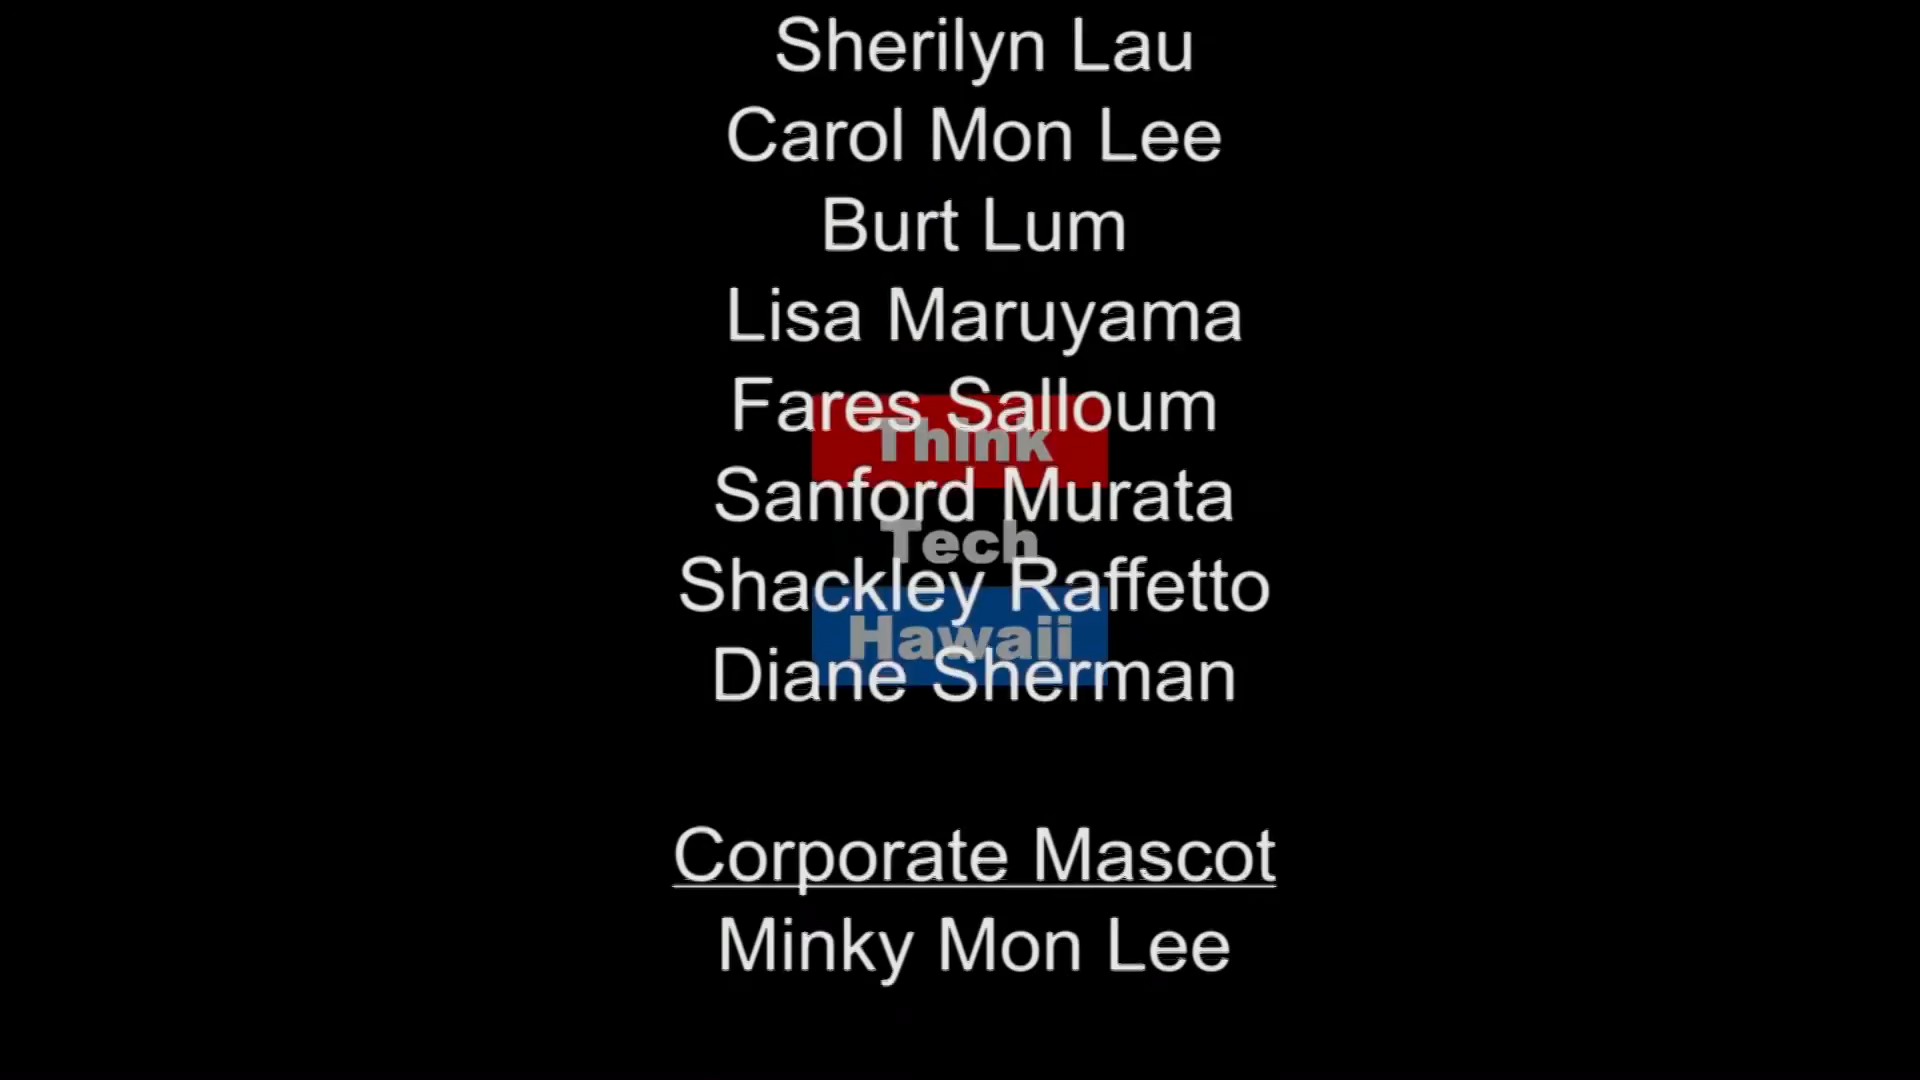 Sherilyn Lau
Carol Mon Lee
Burt Lum
Lisa Maruyama
Fares Salloum
Think
Sanford Murata
Tech
Shackley Raffetto
Hawaii
Diane Sherman
Corporate Mascot
Minky Mon Lee